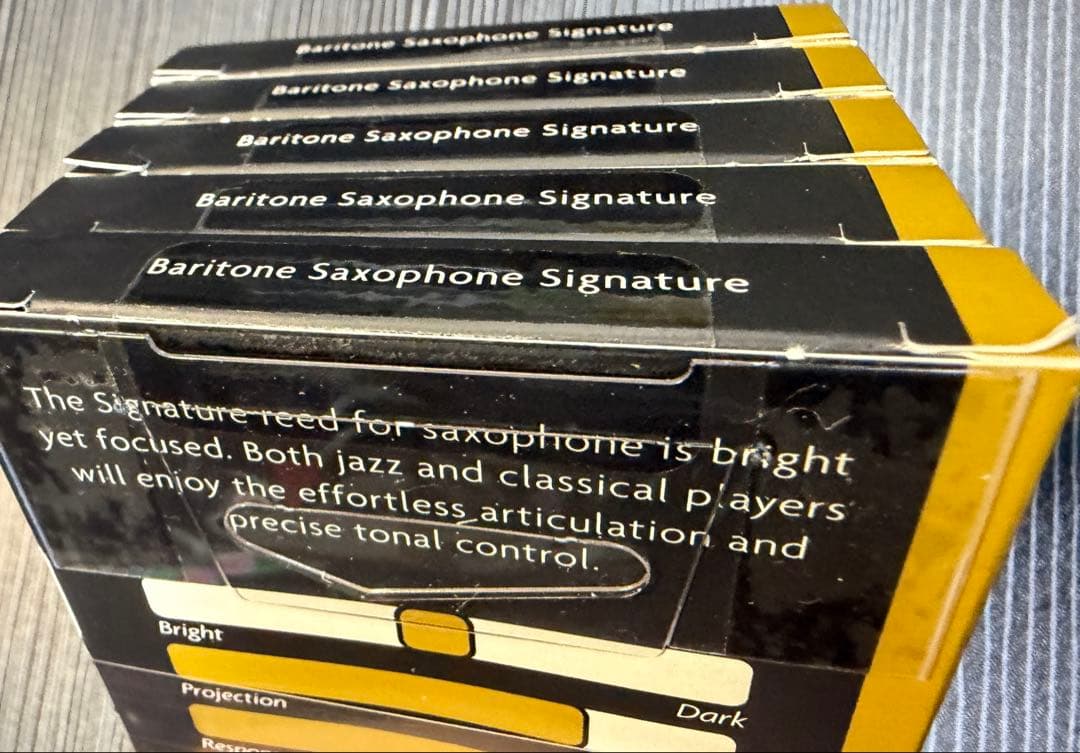 Baritone Saxophone Signature
Baritone Saxophone Signature
Baritone Saxophone Signature
Baritone Saxophone Signature
Baritone Saxophone Signature
The Signature reed for saxophone is bright
yet focused. Both jazz and classical players
will enjoy the effortless articulation and
precise tonal control.
Bright
Dark
Projection